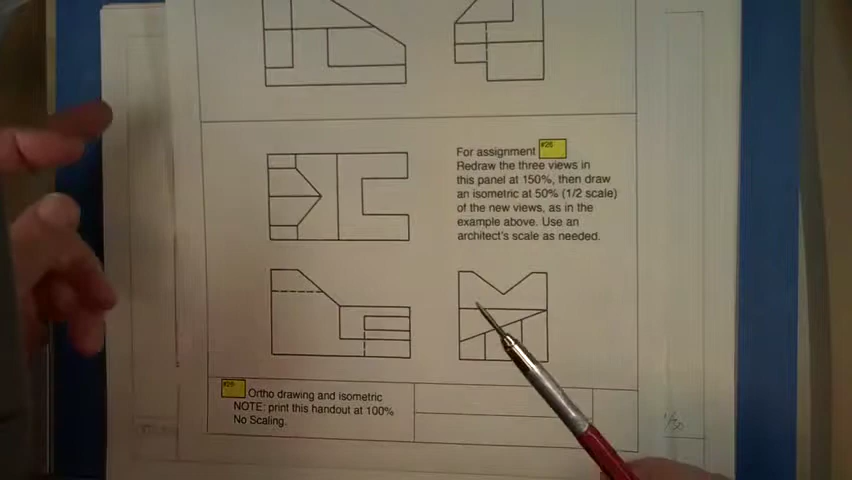 For assignment #26
Redraw the three views in
this panel at 150%, then draw
an isometric at 50% (1/2 scale)
of the new views, as in the
example above. Use an
architect's scale as needed.
#26 Ortho drawing and isometric
NOTE: print this handout at 100%
No Scaling.